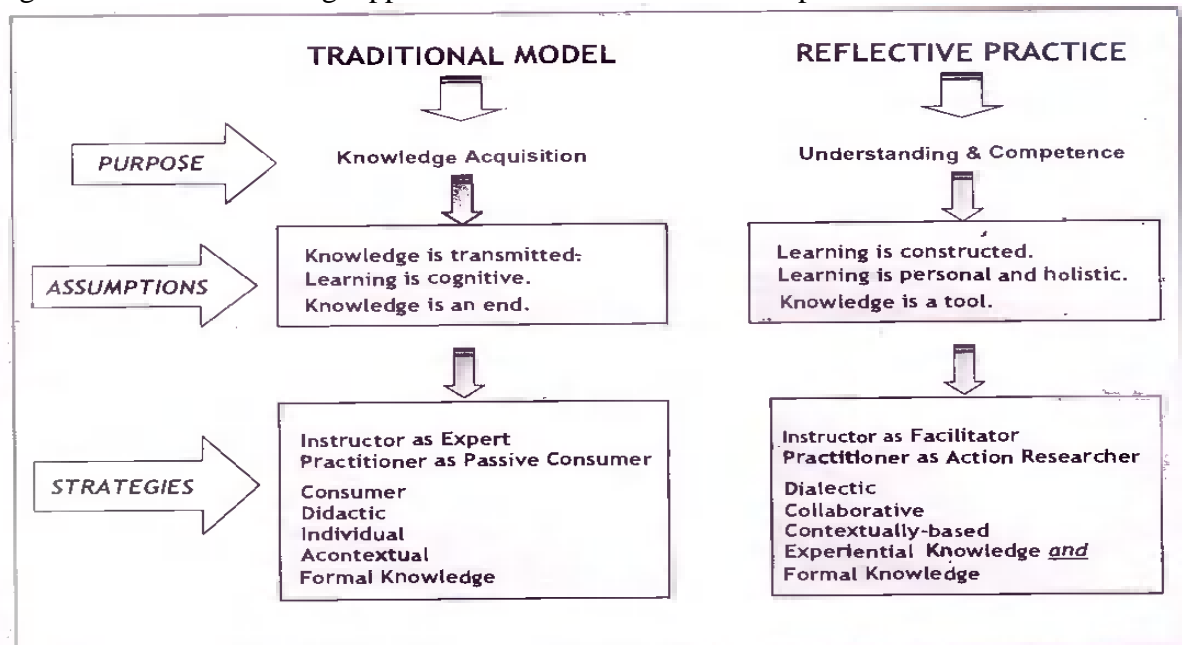 TRADITIONAL MODEL
REFLECTIVE PRACTICE
PURPOSE
Knowledge Acquisition
Understanding & Competence
ASSUMPTIONS
Knowledge is transmitted.
Learning is cognitive.
Knowledge is an end.
Learning is constructed.
Learning is personal and holistic.
Knowledge is a tool.
STRATEGIES
Instructor as Expert
Practitioner as Passive Consumer
Consumer
Didactic
Individual
Acontextual
Formal Knowledge
Instructor as Facilitator
Practitioner as Action Researcher
Dialectic
Collaborative
Contextually-based
Experiential Knowledge and
Formal Knowledge